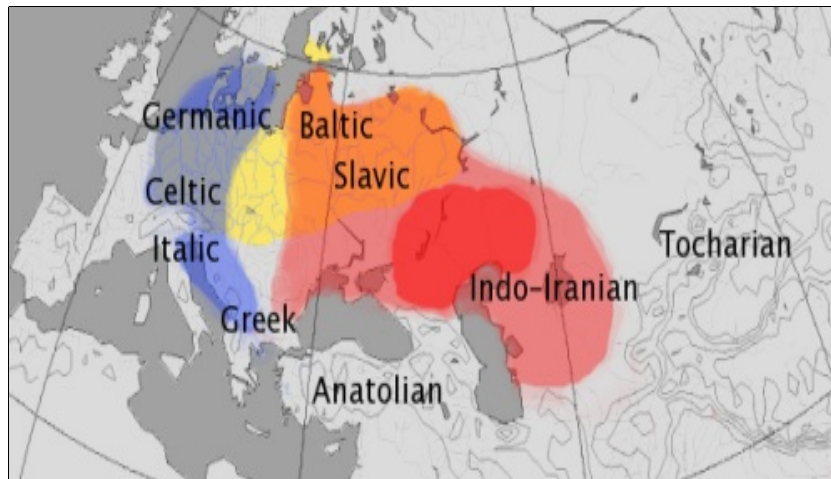 Germanic
Baltic
Slavic
Celtic
Italic
Tocharian
Indo-Iranian
Greek
Anatolian